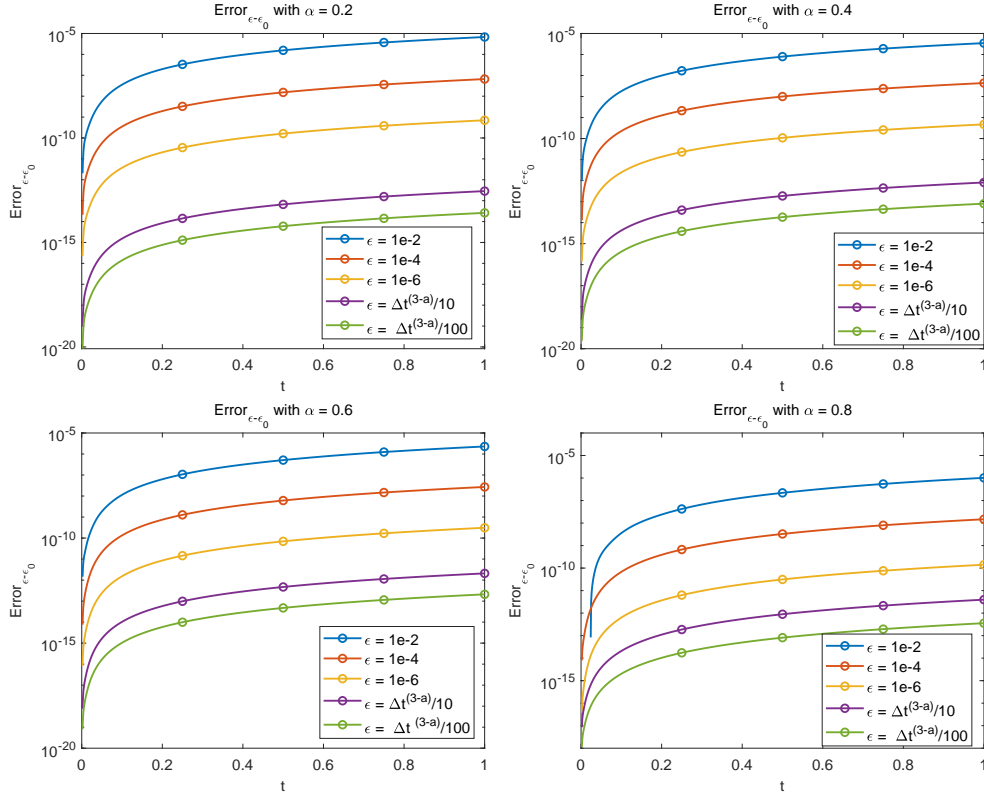 Error_{ϵ-ϵ_0} with α = 0.2
Error_{ϵ-ϵ_0}
10^{-5}
10^{-10}
10^{-15}
10^{-20}
0 0.2 0.4 0.6 0.8 1
t
ϵ = 1e-2
ϵ = 1e-4
ϵ = 1e-6
ϵ = Δt^{(3-a)}/10
ϵ = Δt^{(3-a)}/100
Error_{ϵ-ϵ_0} with α = 0.4
Error_{ϵ-ϵ_0}
10^{-5}
10^{-10}
10^{-15}
10^{-20}
0 0.2 0.4 0.6 0.8 1
t
ϵ = 1e-2
ϵ = 1e-4
ϵ = 1e-6
ϵ = Δt^{(3-a)}/10
ϵ = Δt^{(3-a)}/100
Error_{ϵ-ϵ_0} with α = 0.6
Error_{ϵ-ϵ_0}
10^{-5}
10^{-10}
10^{-15}
10^{-20}
0 0.2 0.4 0.6 0.8 1
t
ϵ = 1e-2
ϵ = 1e-4
ϵ = 1e-6
ϵ = Δt^{(3-a)}/10
ϵ = Δt^{(3-a)}/100
Error_{ϵ-ϵ_0} with α = 0.8
Error_{ϵ-ϵ_0}
10^{-5}
10^{-10}
10^{-15}
0 0.2 0.4 0.6 0.8 1
t
ϵ = 1e-2
ϵ = 1e-4
ϵ = 1e-6
ϵ = Δt^{(3-a)}/10
ϵ = Δt^{(3-a)}/100